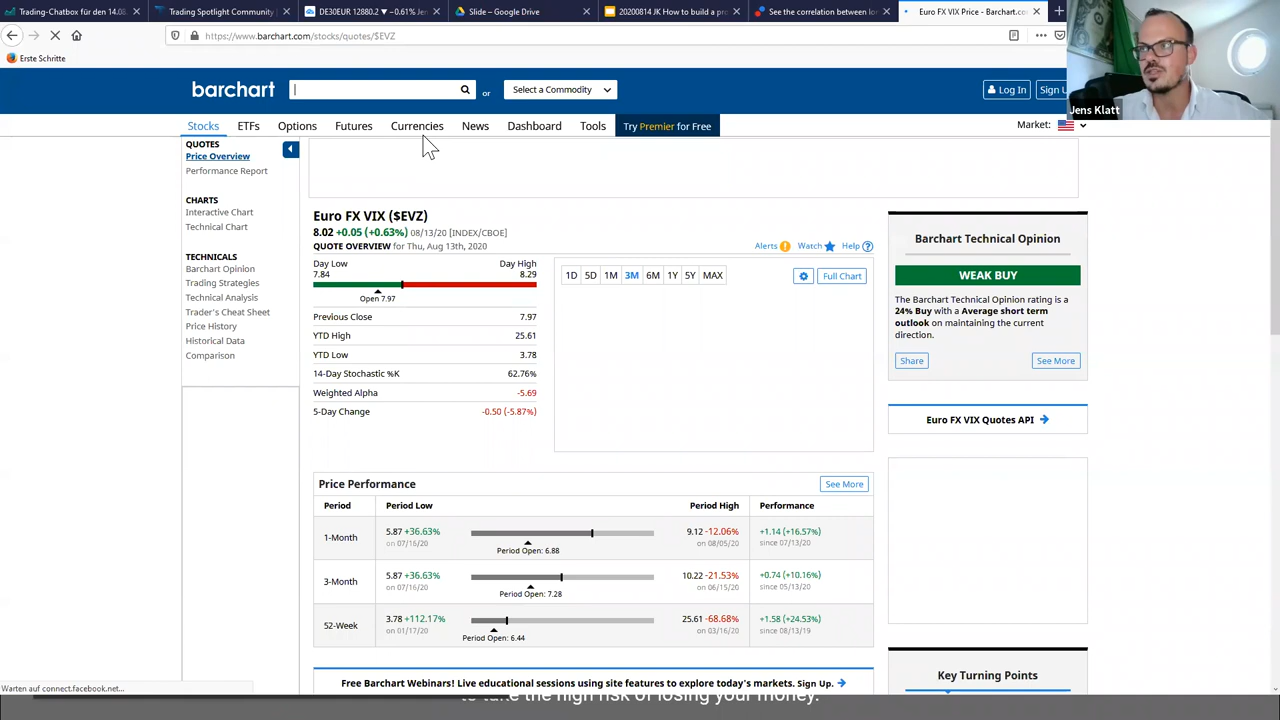 Trading-Chatbox für den 14.08.
Trading Spotlight Community |
DE30EUR 12880.2 ▼ −0.61% Jen
Slide – Google Drive
20200814 JK How to build a pr
See the correlation between lo
Euro FX VIX Price - Barchart.co
https://www.barchart.com/stocks/quotes/$EVZ
Erste Schritte
barchart
or
Select a Commodity
Log In
Sign U
Jens Klatt
Stocks
ETFs
Options
Futures
Currencies
News
Dashboard
Tools
Try Premier for Free
Market:
QUOTES
Price Overview
Performance Report
CHARTS
Interactive Chart
Technical Chart
TECHNICALS
Barchart Opinion
Trading Strategies
Technical Analysis
Trader's Cheat Sheet
Price History
Historical Data
Comparison
Euro FX VIX ($EVZ)
8.02 +0.05 (+0.63%) 08/13/20 [INDEX/CBOE]
QUOTE OVERVIEW for Thu, Aug 13th, 2020
Alerts
Watch
Help
Day Low
Day High
7.84
8.29
Open 7.97
Previous Close 7.97
YTD High 25.61
YTD Low 3.78
14-Day Stochastic %K 62.76%
Weighted Alpha -5.69
5-Day Change -0.50 (-5.87%)
1D 5D 1M 3M 6M 1Y 5Y MAX
Full Chart
Barchart Technical Opinion
WEAK BUY
The Barchart Technical Opinion rating is a
24% Buy with a Average short term
outlook on maintaining the current
direction.
Share
See More
Euro FX VIX Quotes API
Price Performance
See More
Period Period Low Period High Performance
1-Month
5.87 +36.63% 9.12 -12.06% +1.14 (+16.57%)
on 07/16/20 on 08/05/20 since 07/13/20
Period Open: 6.88
3-Month
5.87 +36.63% 10.22 -21.53% +0.74 (+10.16%)
on 07/16/20 on 06/15/20 since 05/13/20
Period Open: 7.28
52-Week
3.78 +112.17% 25.61 -68.68% +1.58 (+24.53%)
on 01/17/20 on 03/16/20 since 08/13/19
Period Open: 6.44
Free Barchart Webinars! Live educational sessions using site features to explore today's markets. Sign Up.
Key Turning Points
Warten auf connect.facebook.net...
to take the high risk of losing your money.